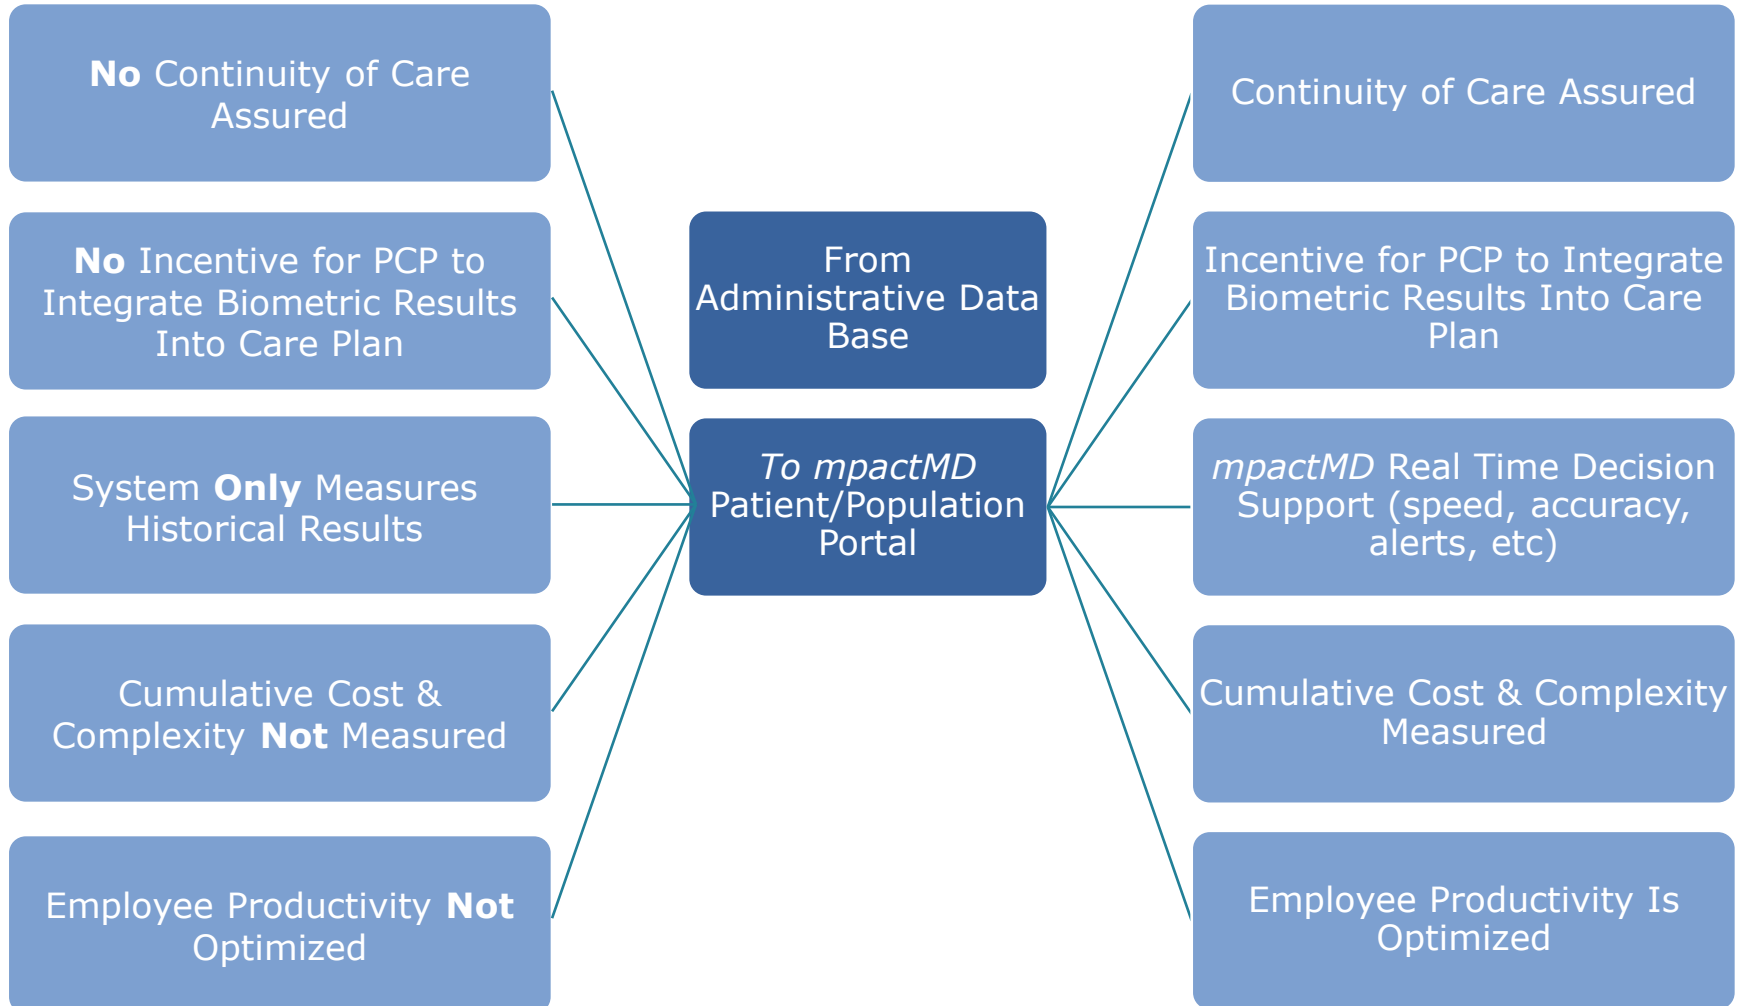 No Continuity of Care
Assured
No Incentive for PCP to
Integrate Biometric Results
Into Care Plan
System Only Measures
Historical Results
Cumulative Cost &
Complexity Not Measured
Employee Productivity Not
Optimized
From
Administrative Data
Base
To mpactMD
Patient/Population
Portal
Continuity of Care Assured
Incentive for PCP to Integrate
Biometric Results Into Care
Plan
mpactMD Real Time Decision
Support (speed, accuracy,
alerts, etc)
Cumulative Cost & Complexity
Measured
Employee Productivity Is
Optimized